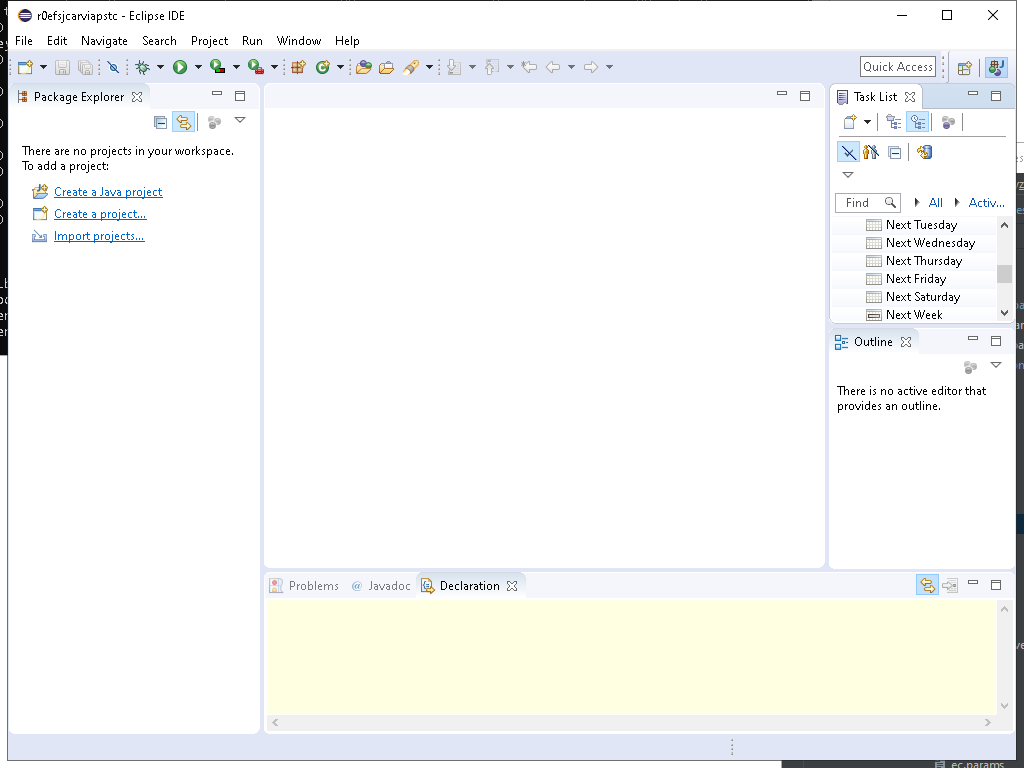 r0efsjcarviapstc - Eclipse IDE
File Edit Navigate Search Project Run Window Help
Quick Access
Package Explorer
There are no projects in your workspace.
To add a project:
Create a Java project
Create a project...
Import projects...
Task List
Find All Activ...
Next Tuesday
Next Wednesday
Next Thursday
Next Friday
Next Saturday
Next Week
Outline
There is no active editor that
provides an outline.
Problems @ Javadoc Declaration
ec.params